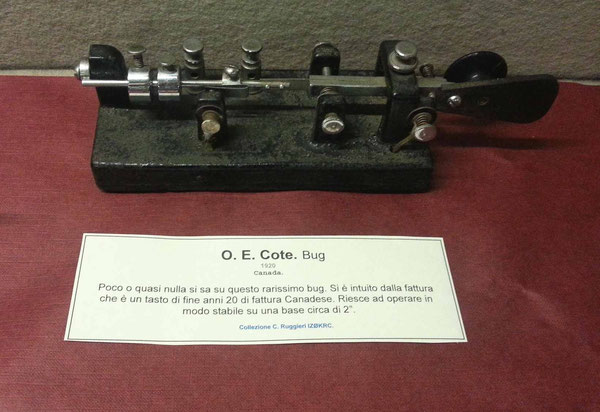 O. E. Cote. Bug
1929
Canada.
Poco o quasi nulla si sa su questo rarissimo bug. Si è intuito dalla fattura
che é un tasto di fine anni 20 di fattura Canadese. Riesce ad operare in
modo stabile su una base circa di 2”.
Collezione C. Ruggieri IZØKRC.